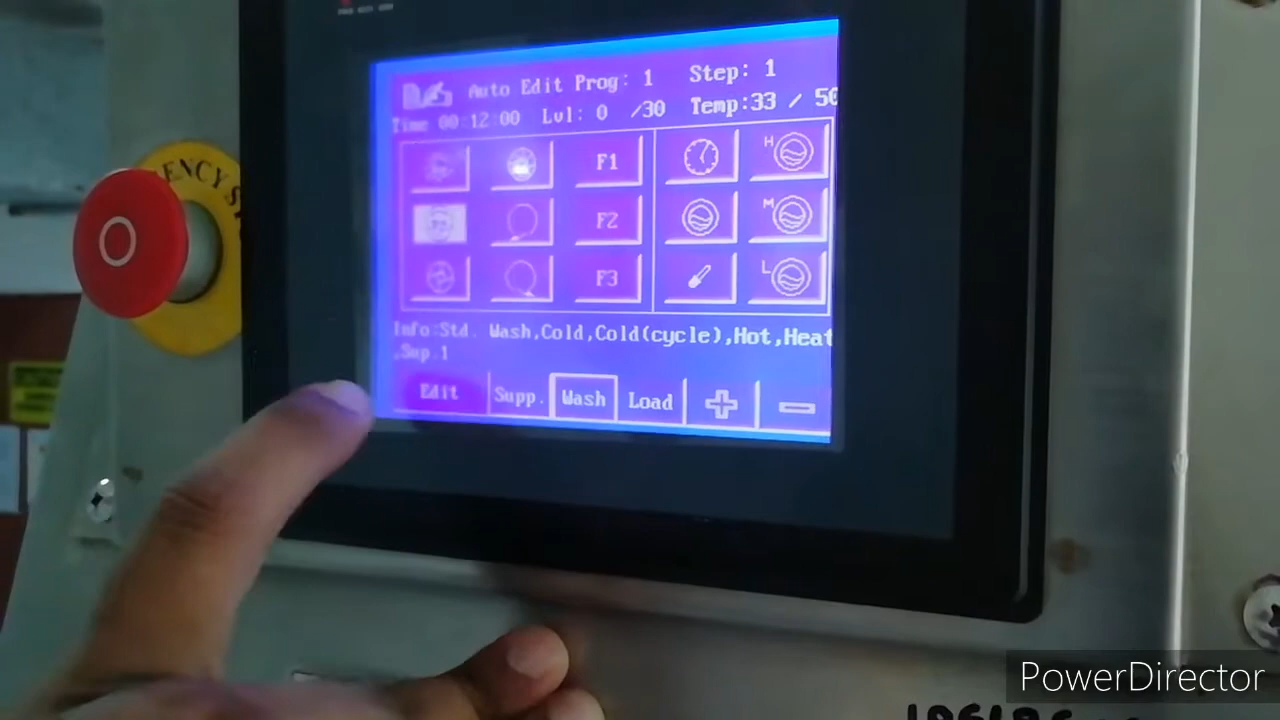 Auto Edit Prog: 1 Step: 1
Time 00:12:00 Lvl: 0 /30 Temp:33 / 50
H
F1
M
F2
L
F3
Info:Std. Wash,Cold,Cold(cycle),Hot,Heat
,Sup.1
Edit Supp. Wash Load
ENCY S
PowerDirector